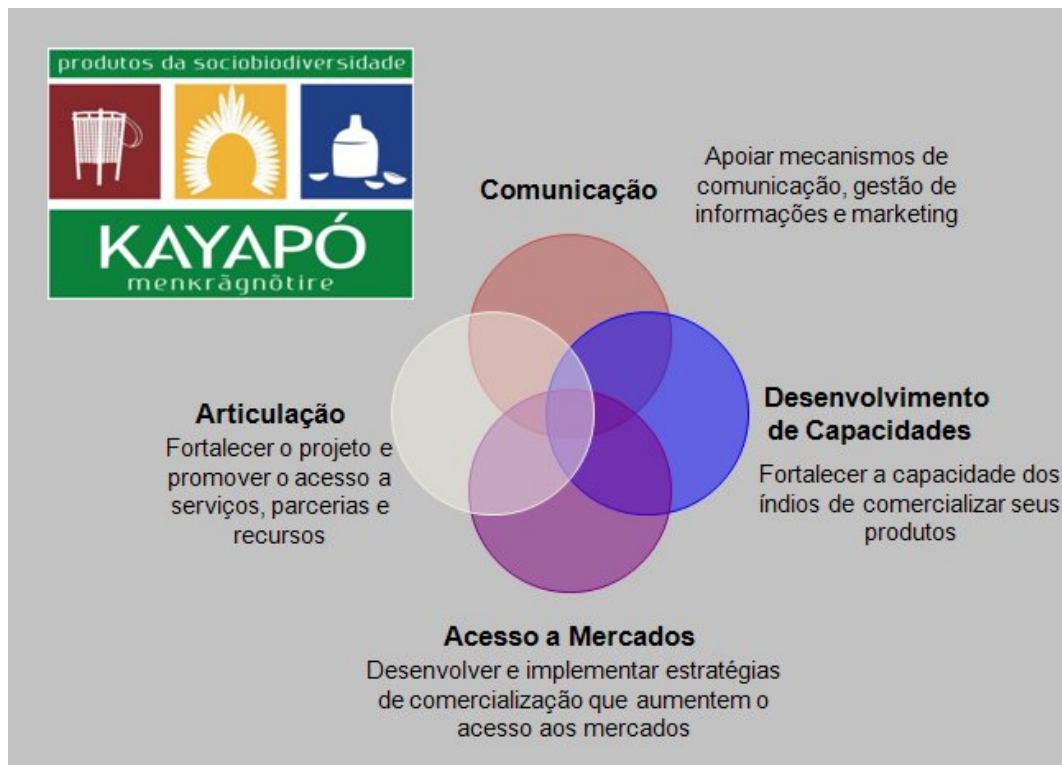 produtos da sociobiodiversidade
KAYAPÓ
menkrãgnõtire
Comunicação
Apoiar mecanismos de
comunicação, gestão de
informações e marketing
Articulação
Fortalecer o projeto e
promover o acesso a
serviços, parcerias e
recursos
Desenvolvimento
de Capacidades
Fortalecer a capacidade dos
índios de comercializar seus
produtos
Acesso a Mercados
Desenvolver e implementar estratégias
de comercialização que aumentem o
acesso aos mercados